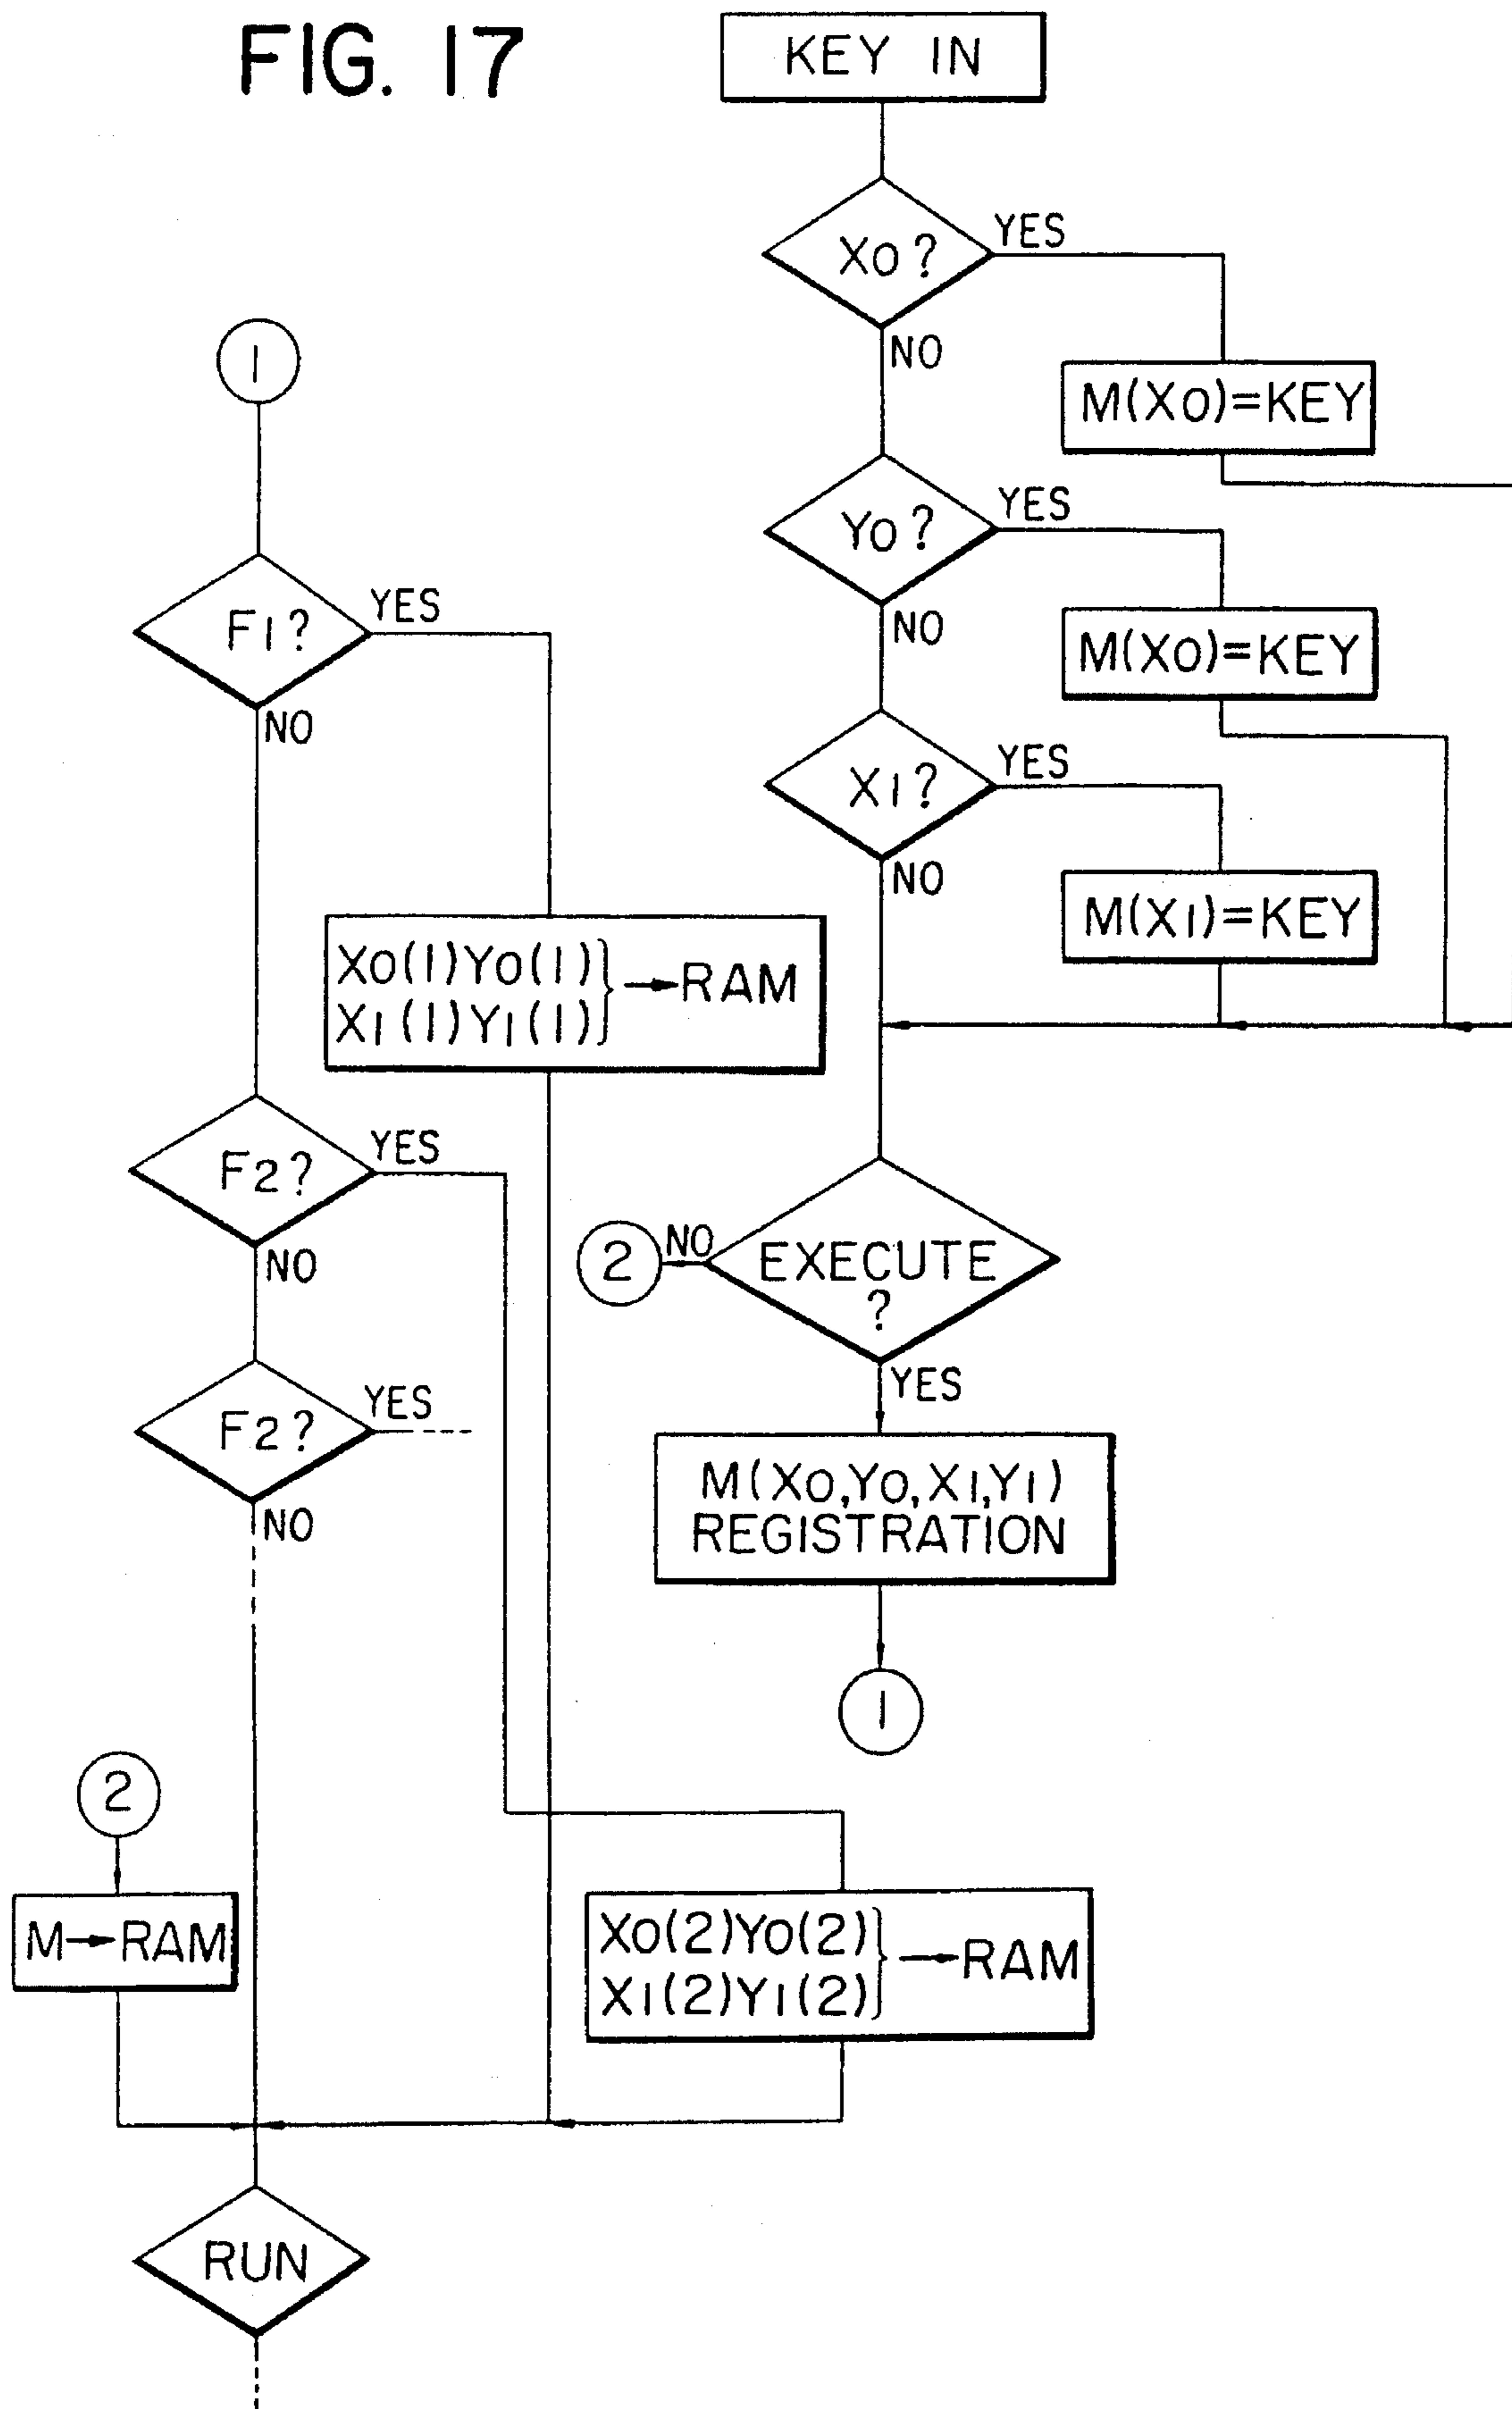 FIG. 17
KEY IN
X0?
YES
NO
M(X0)=KEY
Y0?
YES
NO
M(X0)=KEY
X1?
YES
NO
M(X1)=KEY
EXECUTE
?
NO
2
YES
M(X0,Y0,X1,Y1)
REGISTRATION
1
1
F1?
YES
NO
X0(1)Y0(1)
X1(1)Y1(1)
→RAM
F2?
YES
NO
F2?
YES
NO
2
M→RAM
X0(2)Y0(2)
X1(2)Y1(2)
→RAM
RUN